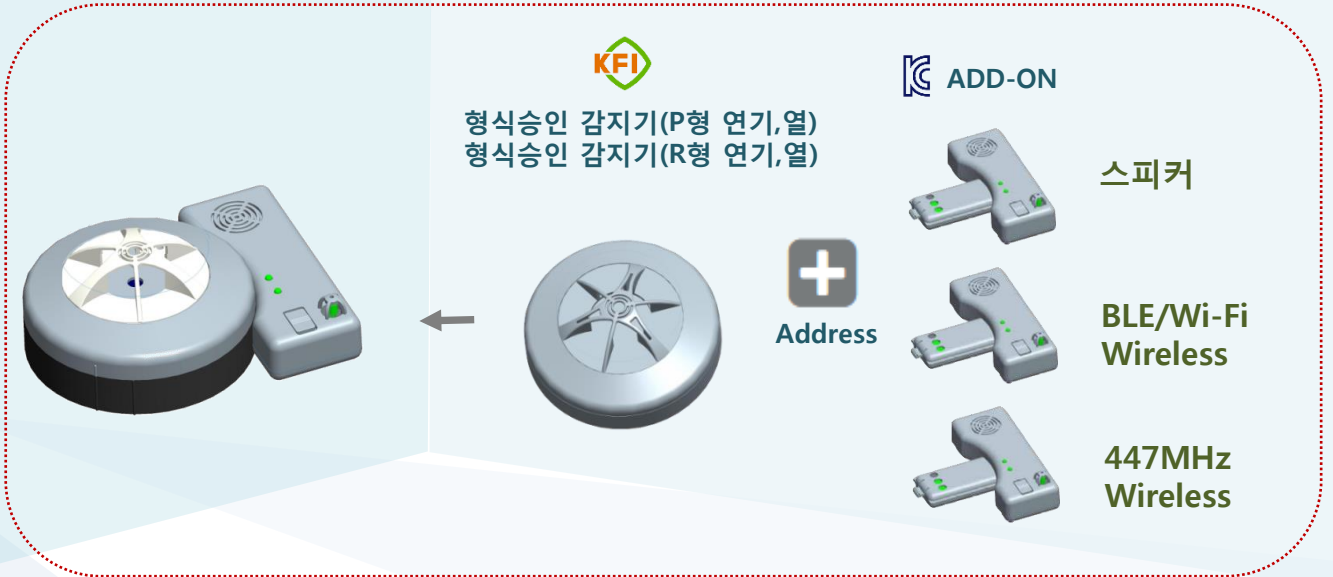 KFI
형식승인 감지기(P형 연기,열)
형식승인 감지기(R형 연기,열)
Address
KC ADD-ON
스피커
BLE/Wi-Fi
Wireless
447MHz
Wireless